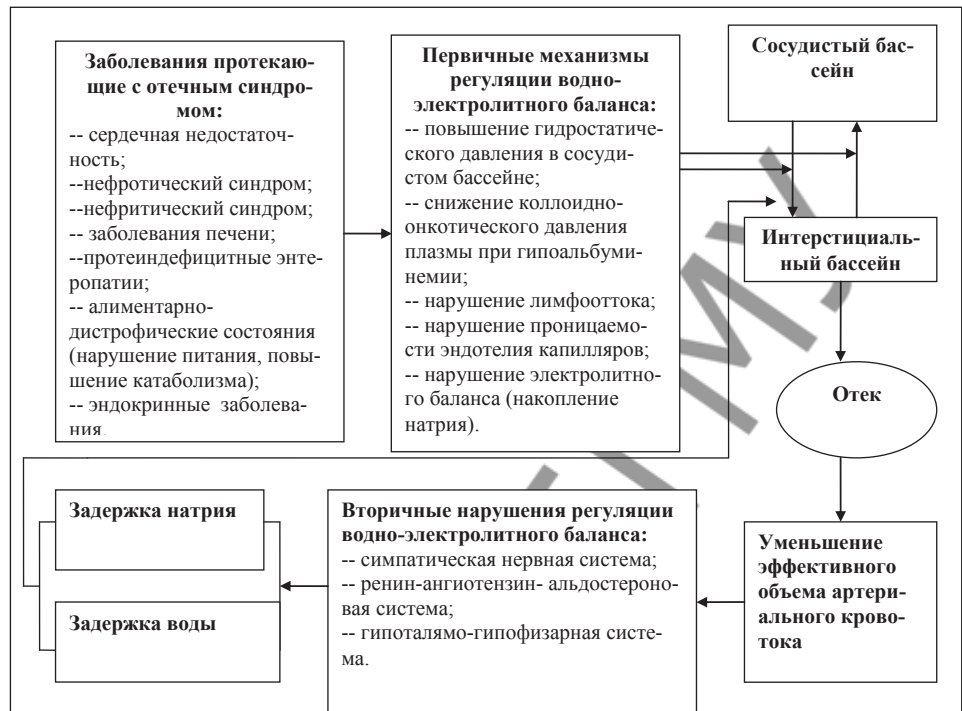 Заболевания протекаю-
щие с отечным синдро-
мом:
-- сердечная недостаточ-
ность;
--нефротический синдром;
--нефритический синдром;
-- заболевания печени;
--протеиндефицитные энте-
ропатии;
-- алиментарно-
дистрофические состояния
(нарушение питания, повы-
шение катаболизма);
-- эндокринные заболева-
ния.
Первичные механизмы
регуляции водно-
электролитного баланса:
-- повышение гидростатиче-
ского давления в сосуди-
стом бассейне;
-- снижение коллоидно-
онкотического давления
плазмы при гипоальбуми-
немии;
-- нарушение лимфооттока;
-- нарушение проницаемо-
сти эндотелия капилляров;
-- нарушение электролитно-
го баланса (накопление
натрия).
Сосудистый бас-
сейн
Интерстициаль-
ный бассейн
Отек
Уменьшение
эффективного
объема артери-
ального крово-
тока
Вторичные нарушения регуляции
водно-электролитного баланса:
-- симпатическая нервная система;
-- ренин-ангиотензин- альдостероно-
вая система;
-- гипоталямо-гипофизарная систе-
ма.
Задержка натрия
Задержка воды